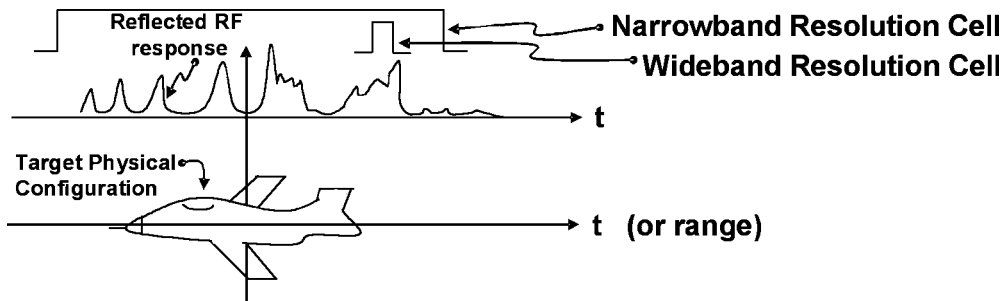 Reflected RF
response
Narrowband Resolution Cell
Wideband Resolution Cell
t
Target Physical
Configuration
t (or range)